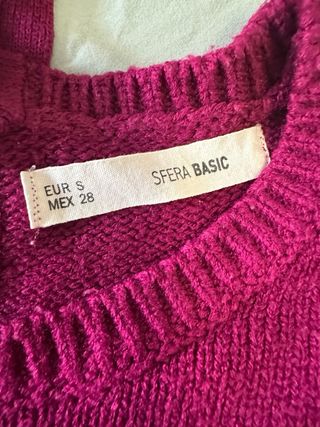 EUR S
MEX 28
SFERA BASIC